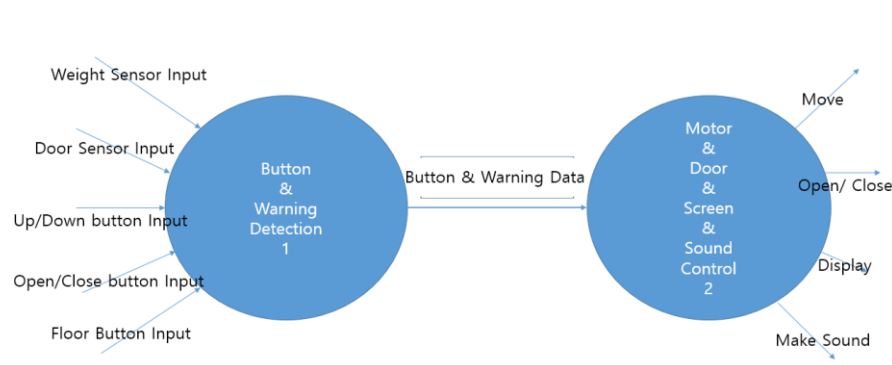 Weight Sensor Input
Door Sensor Input
Up/Down button Input
Open/Close button Input
Floor Button Input
Button
&
Warning
Detection
1
Button & Warning Data
Motor
&
Door
&
Screen
&
Sound
Control
2
Move
Open/ Close
Display
Make Sound